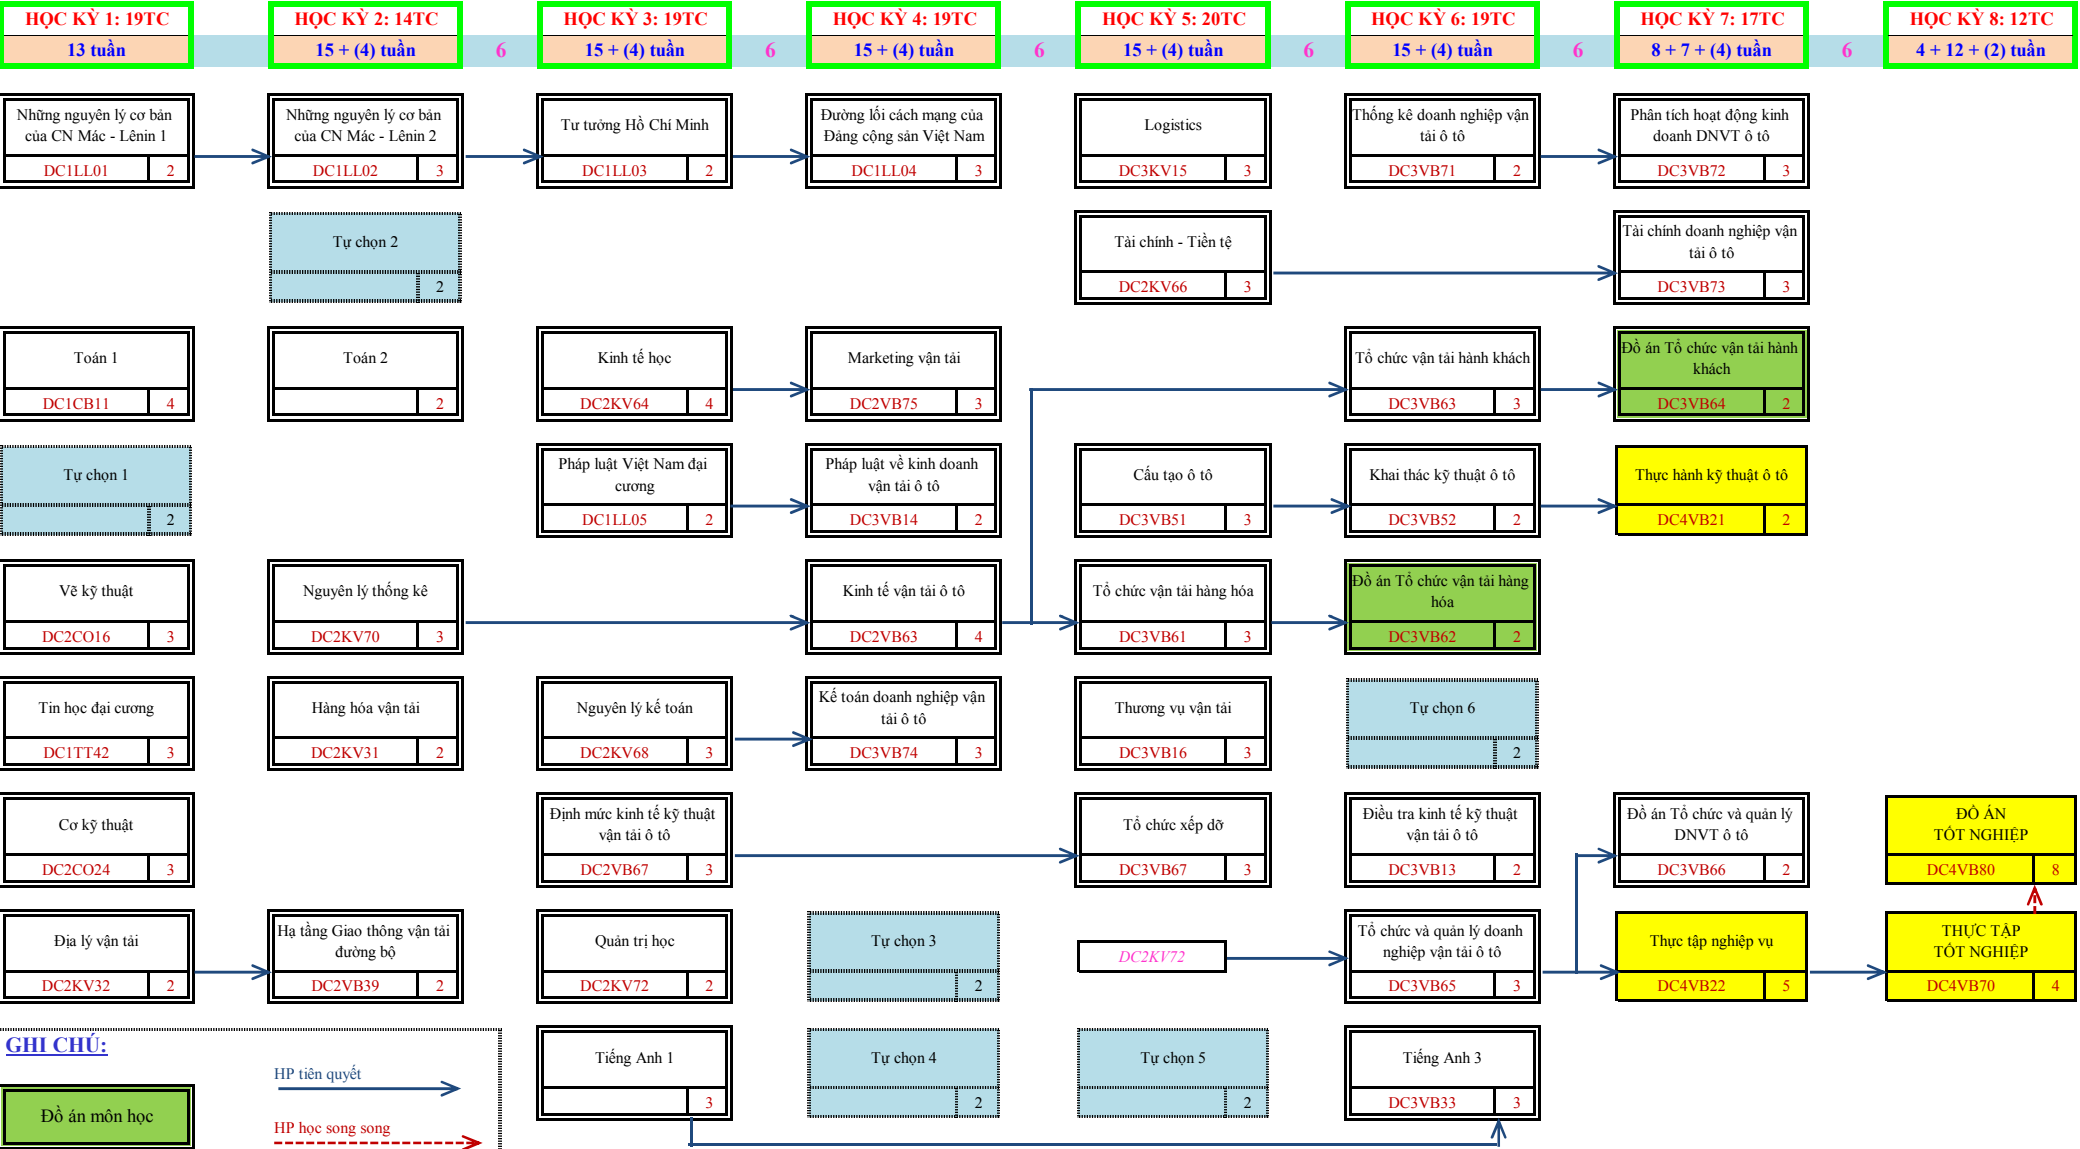 HỌC KỲ 1: 19TC
HỌC KỲ 2: 14TC
HỌC KỲ 3: 19TC
HỌC KỲ 4: 19TC
HỌC KỲ 5: 20TC
HỌC KỲ 6: 19TC
HỌC KỲ 7: 17TC
HỌC KỲ 8: 12TC
13 tuần
15 + (4) tuần
6
15 + (4) tuần
6
15 + (4) tuần
6
15 + (4) tuần
6
15 + (4) tuần
6
8 + 7 + (4) tuần
6
4 + 12 + (2) tuần
Những nguyên lý cơ bản
của CN Mác - Lênin 1
DC1LL01 2
Những nguyên lý cơ bản
của CN Mác - Lênin 2
DC1LL02 3
Tư tưởng Hồ Chí Minh
DC1LL03 2
Đường lối cách mạng của
Đảng cộng sản Việt Nam
DC1LL04 3
Logistics
DC3KV15 3
Thống kê doanh nghiệp vận
tải ô tô
DC3VB71 2
Phân tích hoạt động kinh
doanh DNVT ô tô
DC3VB72 3
Tự chọn 2
2
Tài chính - Tiền tệ
DC2KV66 3
Tài chính doanh nghiệp vận
tải ô tô
DC3VB73 3
Toán 1
DC1CB11 4
Toán 2
2
Kinh tế học
DC2KV64 4
Marketing vận tải
DC2VB75 3
Tổ chức vận tải hành khách
DC3VB63 3
Đồ án Tổ chức vận tải hành
khách
DC3VB64 2
Tự chọn 1
2
Pháp luật Việt Nam đại
cương
DC1LL05 2
Pháp luật về kinh doanh
vận tải ô tô
DC3VB14 2
Cấu tạo ô tô
DC3VB51 3
Khai thác kỹ thuật ô tô
DC3VB52 2
Thực hành kỹ thuật ô tô
DC4VB21 2
Vẽ kỹ thuật
DC2CO16 3
Nguyên lý thống kê
DC2KV70 3
Kinh tế vận tải ô tô
DC2VB63 4
Tổ chức vận tải hàng hóa
DC3VB61 3
Đồ án Tổ chức vận tải hàng
hóa
DC3VB62 2
Tin học đại cương
DC1TT42 3
Hàng hóa vận tải
DC2KV31 2
Nguyên lý kế toán
DC2KV68 3
Kế toán doanh nghiệp vận
tải ô tô
DC3VB74 3
Thương vụ vận tải
DC3VB16 3
Tự chọn 6
2
Cơ kỹ thuật
DC2CO24 3
Định mức kinh tế kỹ thuật
vận tải ô tô
DC2VB67 3
Tổ chức xếp dỡ
DC3VB67 3
Điều tra kinh tế kỹ thuật
vận tải ô tô
DC3VB13 2
Đồ án Tổ chức và quản lý
DNVT ô tô
DC3VB66 2
ĐỒ ÁN
TỐT NGHIỆP
DC4VB80 8
Địa lý vận tải
DC2KV32 2
Hạ tầng Giao thông vận tải
đường bộ
DC2VB39 2
Quản trị học
DC2KV72 2
Tự chọn 3
2
DC2KV72
Tổ chức và quản lý doanh
nghiệp vận tải ô tô
DC3VB65 3
Thực tập nghiệp vụ
DC4VB22 5
THỰC TẬP
TỐT NGHIỆP
DC4VB70 4
GHI CHÚ:
HP tiên quyết
Đồ án môn học
HP học song song
Tiếng Anh 1
3
Tự chọn 4
2
Tự chọn 5
2
Tiếng Anh 3
DC3VB33 3